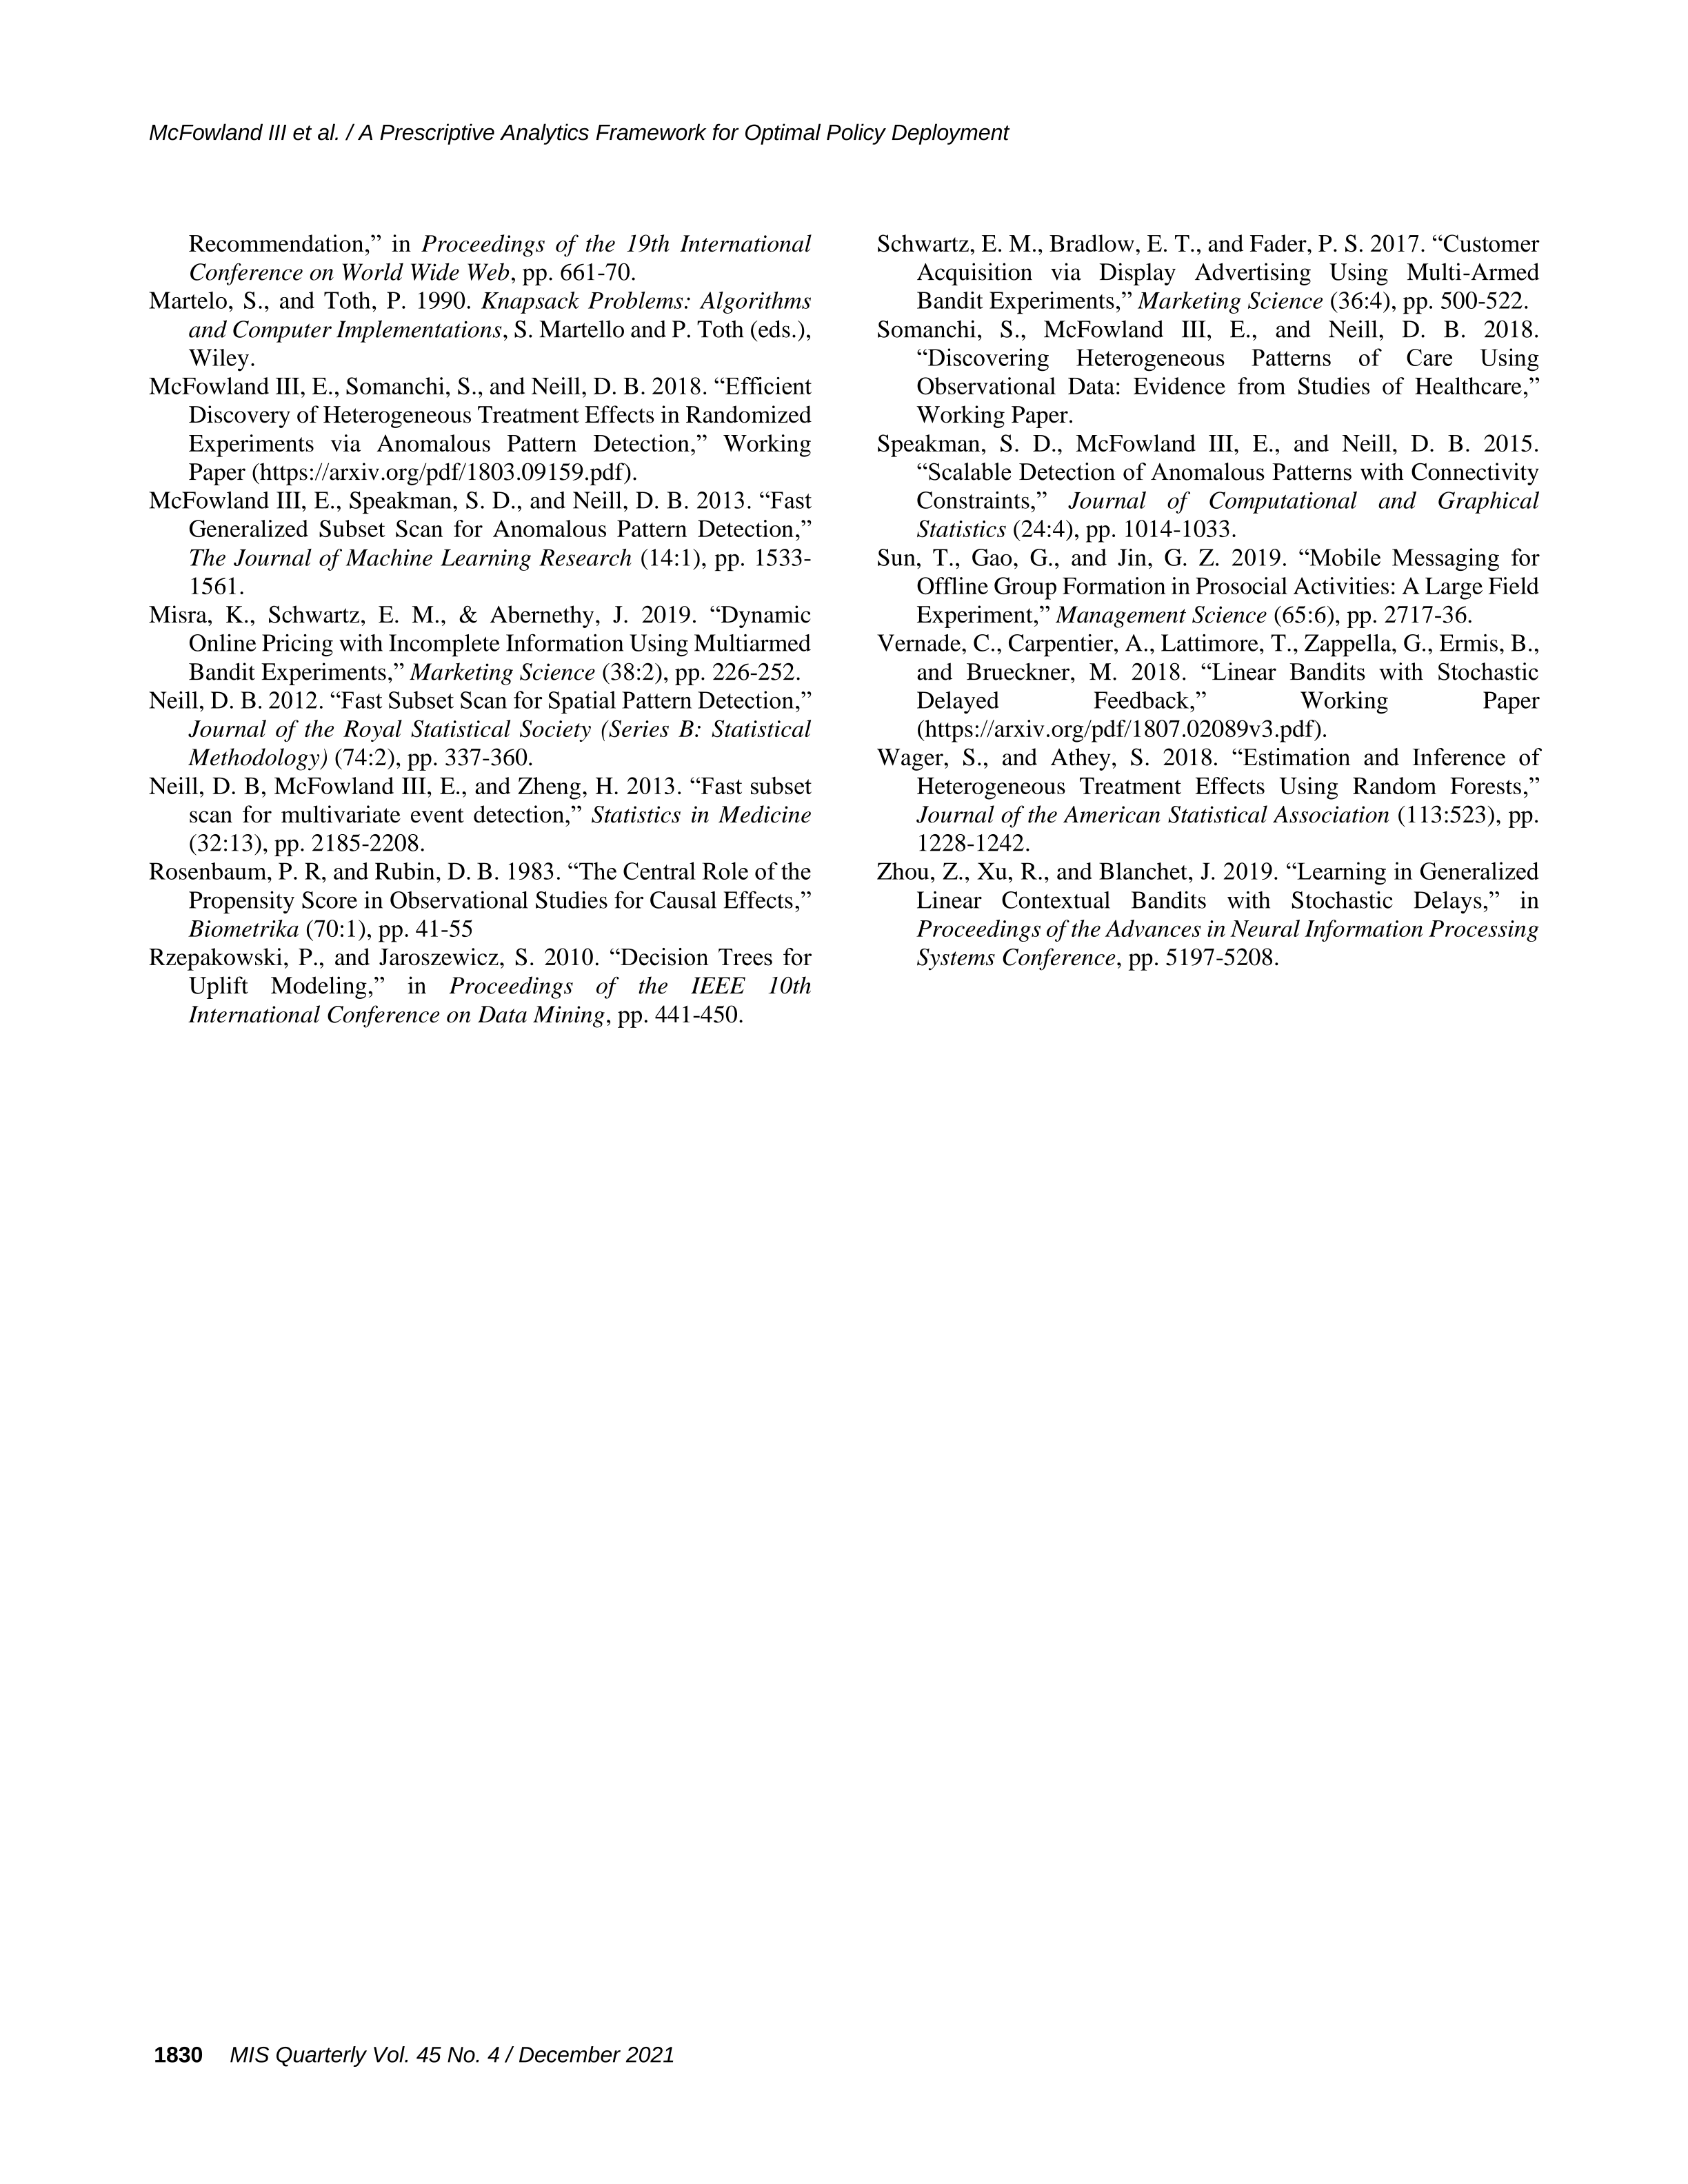 McFowland III et al. / A Prescriptive Analytics Framework for Optimal Policy Deployment
Recommendation,” in Proceedings of the 19th International
Conference on World Wide Web, pp. 661-70.
Martelo, S., and Toth, P. 1990. Knapsack Problems: Algorithms
and Computer Implementations, S. Martello and P. Toth (eds.),
Wiley.
McFowland III, E., Somanchi, S., and Neill, D. B. 2018. “Efficient
Discovery of Heterogeneous Treatment Effects in Randomized
Experiments via Anomalous Pattern Detection,” Working
Paper (https://arxiv.org/pdf/1803.09159.pdf).
McFowland III, E., Speakman, S. D., and Neill, D. B. 2013. “Fast
Generalized Subset Scan for Anomalous Pattern Detection,”
The Journal of Machine Learning Research (14:1), pp. 1533-
1561.
Misra, K., Schwartz, E. M., & Abernethy, J. 2019. “Dynamic
Online Pricing with Incomplete Information Using Multiarmed
Bandit Experiments,” Marketing Science (38:2), pp. 226-252.
Neill, D. B. 2012. “Fast Subset Scan for Spatial Pattern Detection,”
Journal of the Royal Statistical Society (Series B: Statistical
Methodology) (74:2), pp. 337-360.
Neill, D. B, McFowland III, E., and Zheng, H. 2013. “Fast subset
scan for multivariate event detection,” Statistics in Medicine
(32:13), pp. 2185-2208.
Rosenbaum, P. R, and Rubin, D. B. 1983. “The Central Role of the
Propensity Score in Observational Studies for Causal Effects,”
Biometrika (70:1), pp. 41-55
Rzepakowski, P., and Jaroszewicz, S. 2010. “Decision Trees for
Uplift Modeling,” in Proceedings of the IEEE 10th
International Conference on Data Mining, pp. 441-450.
Schwartz, E. M., Bradlow, E. T., and Fader, P. S. 2017. “Customer
Acquisition via Display Advertising Using Multi-Armed
Bandit Experiments,” Marketing Science (36:4), pp. 500-522.
Somanchi, S., McFowland III, E., and Neill, D. B. 2018.
“Discovering Heterogeneous Patterns of Care Using
Observational Data: Evidence from Studies of Healthcare,”
Working Paper.
Speakman, S. D., McFowland III, E., and Neill, D. B. 2015.
“Scalable Detection of Anomalous Patterns with Connectivity
Constraints,” Journal of Computational and Graphical
Statistics (24:4), pp. 1014-1033.
Sun, T., Gao, G., and Jin, G. Z. 2019. “Mobile Messaging for
Offline Group Formation in Prosocial Activities: A Large Field
Experiment,” Management Science (65:6), pp. 2717-36.
Vernade, C., Carpentier, A., Lattimore, T., Zappella, G., Ermis, B.,
and Brueckner, M. 2018. “Linear Bandits with Stochastic
Delayed Feedback,” Working Paper
(https://arxiv.org/pdf/1807.02089v3.pdf).
Wager, S., and Athey, S. 2018. “Estimation and Inference of
Heterogeneous Treatment Effects Using Random Forests,”
Journal of the American Statistical Association (113:523), pp.
1228-1242.
Zhou, Z., Xu, R., and Blanchet, J. 2019. “Learning in Generalized
Linear Contextual Bandits with Stochastic Delays,” in
Proceedings of the Advances in Neural Information Processing
Systems Conference, pp. 5197-5208.
1830 MIS Quarterly Vol. 45 No. 4 / December 2021